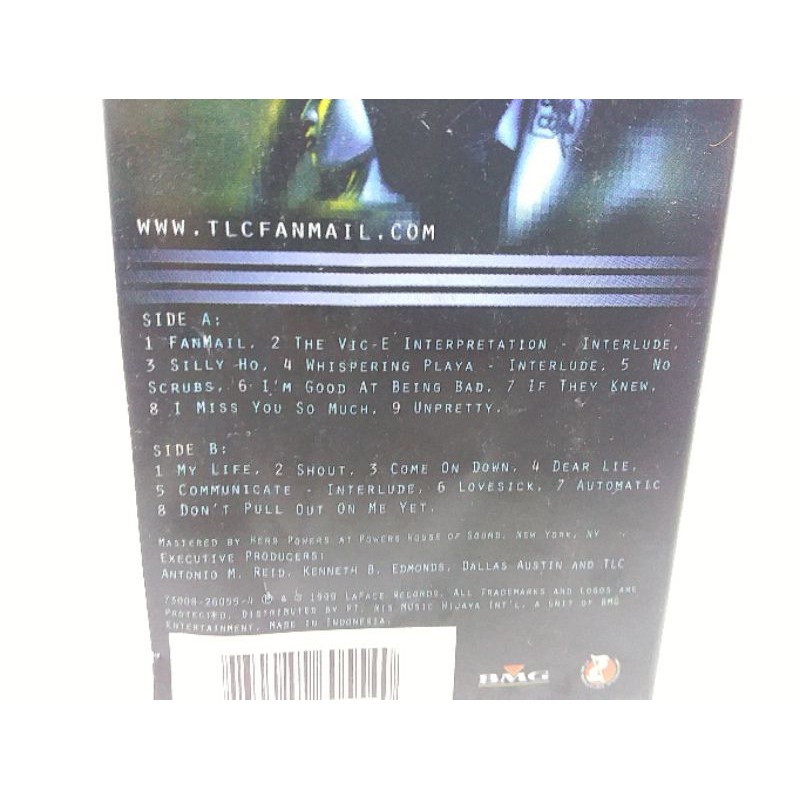 WWW.TLCFANMAIL.COM
SIDE A:
1 FANMAIL, 2 THE VIC-E INTERPRETATION - INTERLUDE,
3 SILLY HO, 4 WHISPERING PLAYA - INTERLUDE, 5 NO
SCRUBS, 6 I'M GOOD AT BEING BAD, 7 IF THEY KNEW,
8 I MISS YOU SO MUCH, 9 UNPRETTY.
SIDE B:
1 MY LIFE, 2 SHOUT, 3 COME ON DOWN, 4 DEAR LIE,
5 COMMUNICATE - INTERLUDE, 6 LOVESICK, 7 AUTOMATIC
8 DON'T PULL OUT ON ME YET.
MASTERED BY HERB POWERS AT POWERS HOUSE OF SOUND, NEW YORK, NY
EXECUTIVE PRODUCERS:
ANTONIO M. REID, KENNETH B. EDMONDS, DALLAS AUSTIN AND TLC
73008-26055-4 ℗ & © 1999 LAFACE RECORDS. ALL TRADEMARKS AND LOGOS ARE
PROTECTED. DISTRIBUTED BY PT. MUSIC WIJAYA INT'L. A UNIT OF BMG
ENTERTAINMENT. MADE IN INDONESIA.
BMG